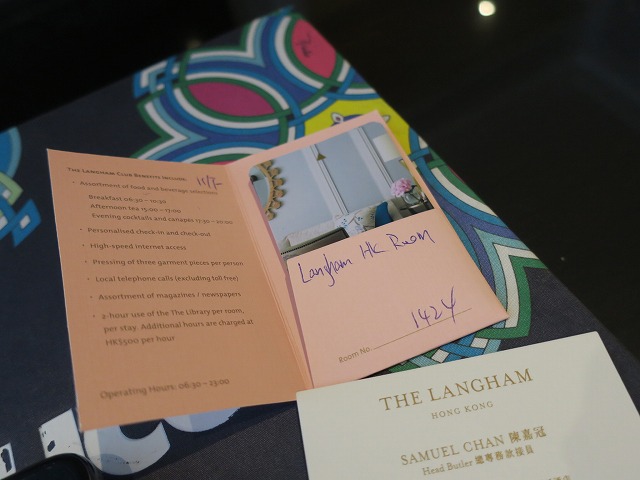 THE LANGHAM CLUB BENEFITS INCLUDE:
• Assortment of food and beverage selections
Breakfast 06:30 – 10:30
Afternoon tea 15:00 – 17:00
Evening cocktails and canapés 17:30 – 20:00
• Personalised check-in and check-out
• High-speed internet access
• Pressing of three garment pieces per person
• Local telephone calls (excluding toll free)
• Assortment of magazines / newspapers
• 2-hour use of the The Library per room,
per stay. Additional hours are charged at
HK$500 per hour
Operating Hours: 06:30 – 23:00
Langham HK Room
1424
Room No
THE LANGHAM
HONG KONG
SAMUEL CHAN 陳嘉冠
Head Butler